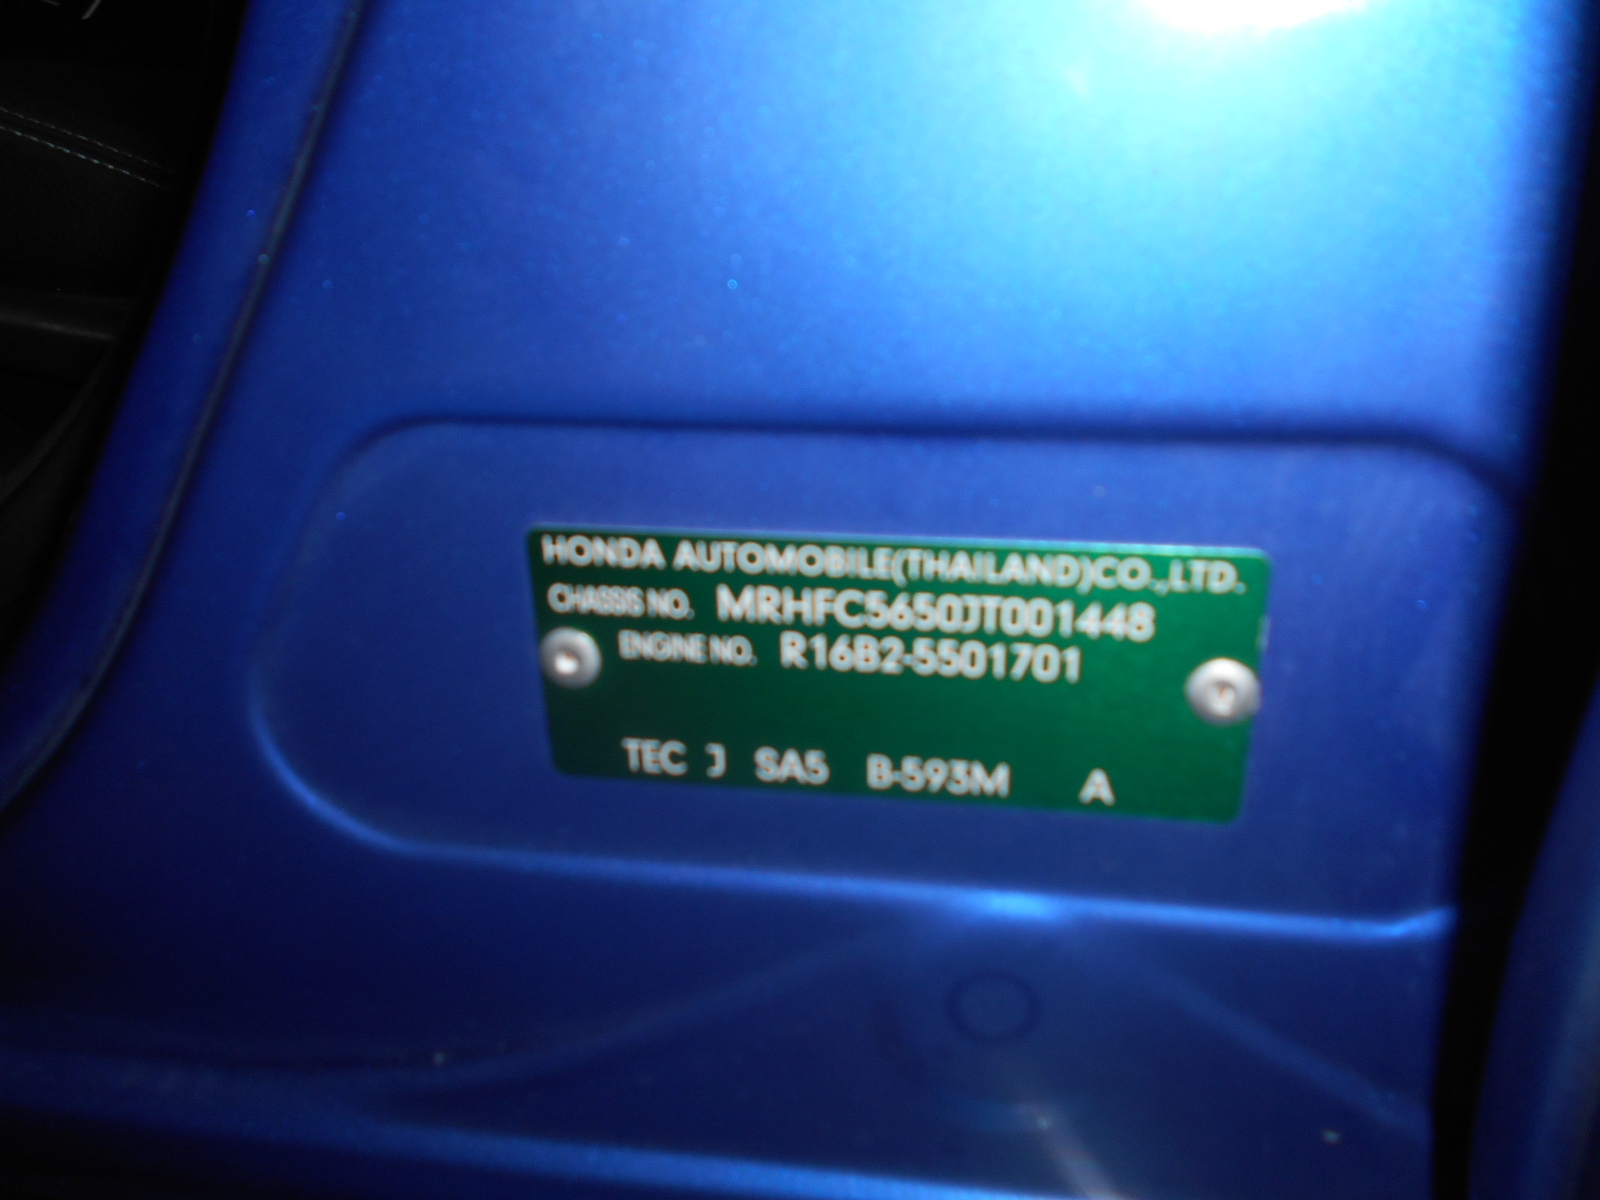 HONDA AUTOMOBILE(THAILAND)CO.,LTD.
CHASSIS NO. MRHFC5650JT001448
ENGINE NO. R16B2-5501701
TEC J SA5 B-593M A